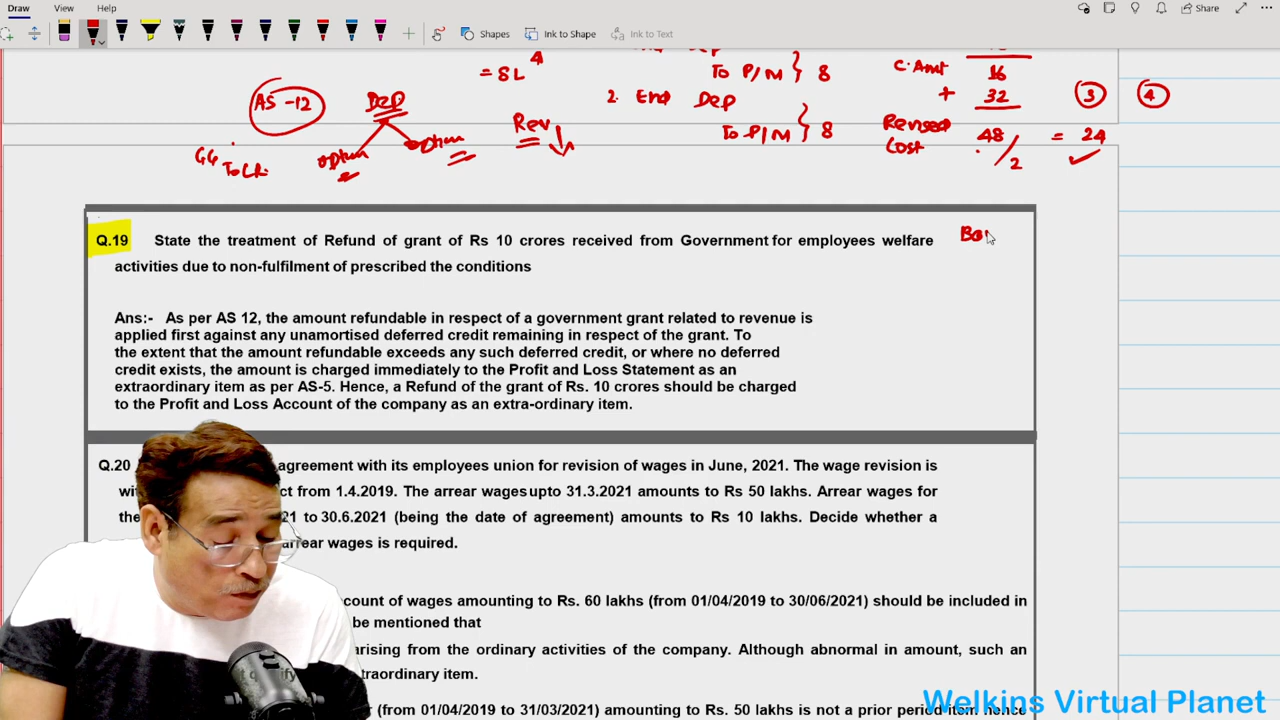 Draw View Help Share
Shapes Ink to Shape Ink to Text
= 8L 4 To P/M } 8 C.Amt 16
AS-12 Dep 2. End Dep + 32 3 4
Rev To P/M } 8 Revised 48/2 = 24
Cost
To
Q.19 State the treatment of Refund of grant of Rs 10 crores received from Government for employees welfare
activities due to non-fulfilment of prescribed the conditions
Ans:- As per AS 12, the amount refundable in respect of a government grant related to revenue is
applied first against any unamortised deferred credit remaining in respect of the grant. To
the extent that the amount refundable exceeds any such deferred credit, or where no deferred
credit exists, the amount is charged immediately to the Profit and Loss Statement as an
extraordinary item as per AS-5. Hence, a Refund of the grant of Rs. 10 crores should be charged
to the Profit and Loss Account of the company as an extra-ordinary item.
Q.20 agreement with its employees union for revision of wages in June, 2021. The wage revision is
from 1.4.2019. The arrear wages upto 31.3.2021 amounts to Rs 50 lakhs. Arrear wages for
to 30.6.2021 (being the date of agreement) amounts to Rs 10 lakhs. Decide whether a
arrear wages is required.
of wages amounting to Rs. 60 lakhs (from 01/04/2019 to 30/06/2021) should be included in
be mentioned that
arising from the ordinary activities of the company. Although abnormal in amount, such an
item.
(from 01/04/2019 to 31/03/2021) amounting to Rs. 50 lakhs is not a prior period item hence
Welkins Virtual Planet